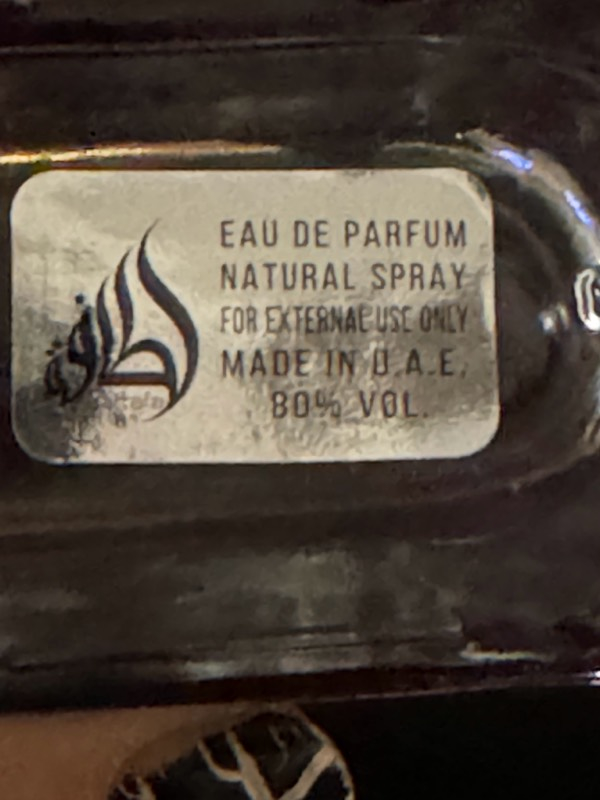 EAU DE PARFUM
NATURAL SPRAY
FOR EXTERNAL USE ONLY
MADE IN U.A.E.
80% VOL.